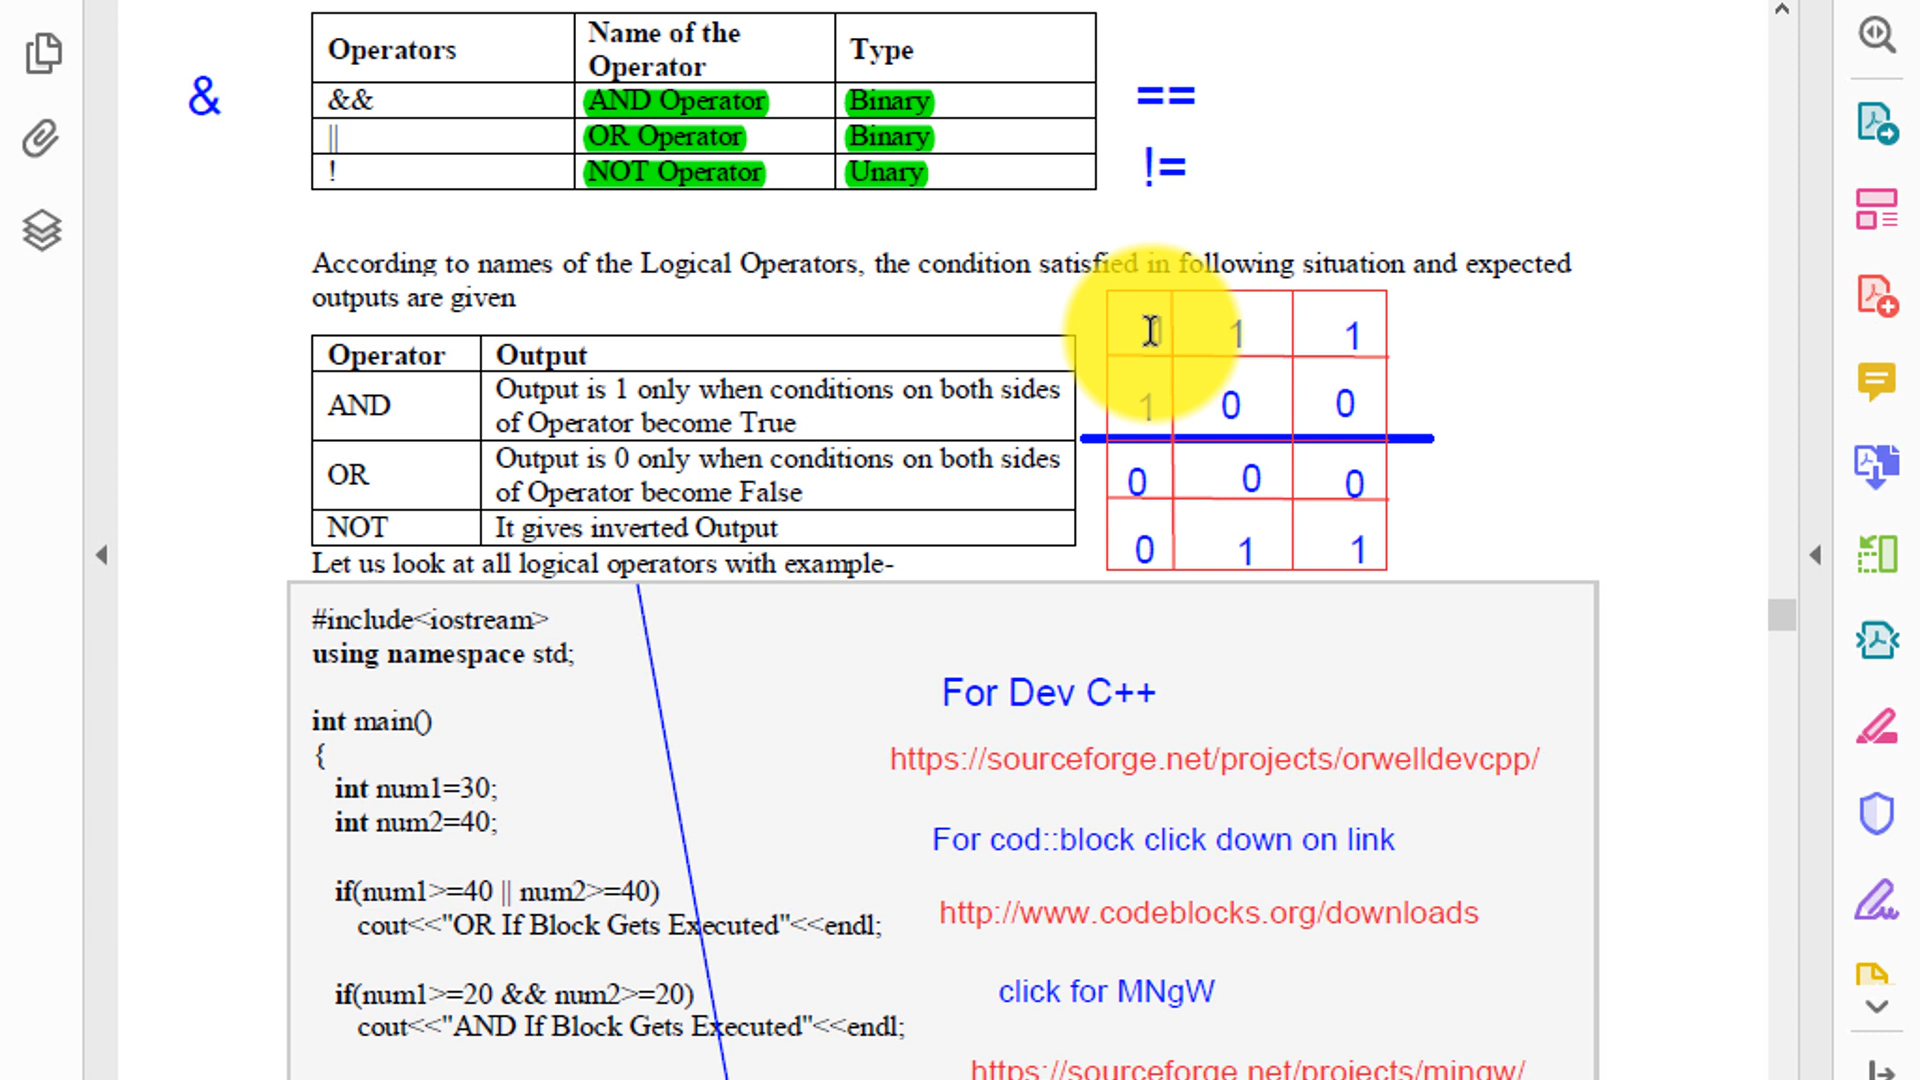 Operators Name of the Operator Type
& && AND Operator Binary ==
|| OR Operator Binary
! NOT Operator Unary !=
According to names of the Logical Operators, the condition satisfied in following situation and expected
outputs are given
Operator Output
AND Output is 1 only when conditions on both sides
of Operator become True
OR Output is 0 only when conditions on both sides
of Operator become False
NOT It gives inverted Output
1 1
1 0 0
0 0 0
0 1 1
Let us look at all logical operators with example-
#include<iostream>
using namespace std;
int main()
{
int num1=30;
int num2=40;
if(num1>=40 || num2>=40)
cout<<"OR If Block Gets Executed"<<endl;
if(num1>=20 && num2>=20)
cout<<"AND If Block Gets Executed"<<endl;
For Dev C++
https://sourceforge.net/projects/orwelldevcpp/
For cod::block click down on link
http://www.codeblocks.org/downloads
click for MNgW
https://sourceforge.net/projects/mingw/